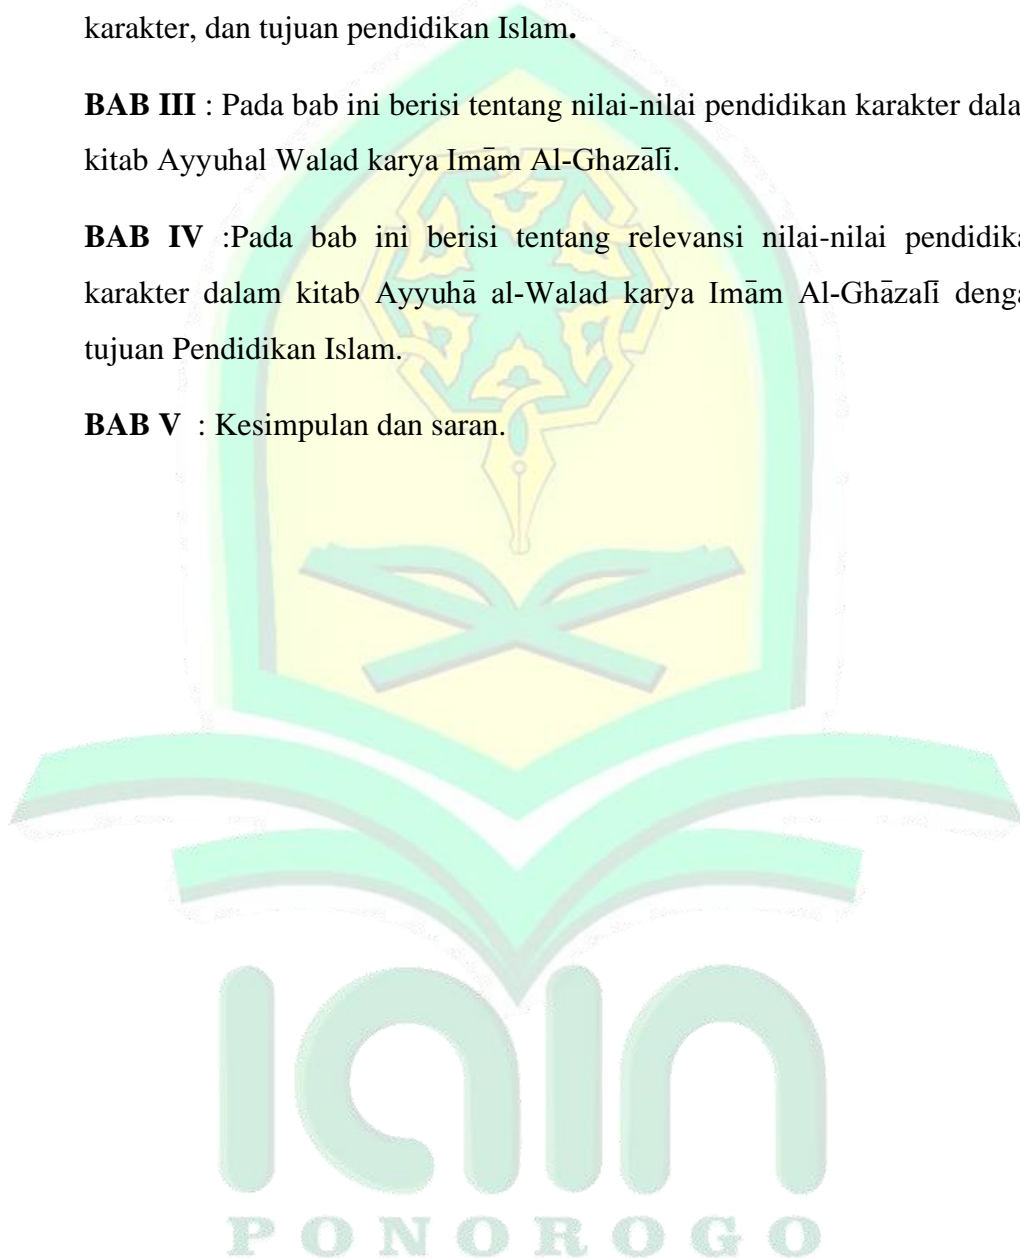 karakter, dan tujuan pendidikan Islam.
BAB III : Pada bab ini berisi tentang nilai-nilai pendidikan karakter dala
kitab Ayyuhal Walad karya Imām Al-Ghazālī.
BAB IV :Pada bab ini berisi tentang relevansi nilai-nilai pendidika
karakter dalam kitab Ayyuhā al-Walad karya Imām Al-Ghāzalī denga
tujuan Pendidikan Islam.
BAB V : Kesimpulan dan saran.
IAIN
PONOROGO